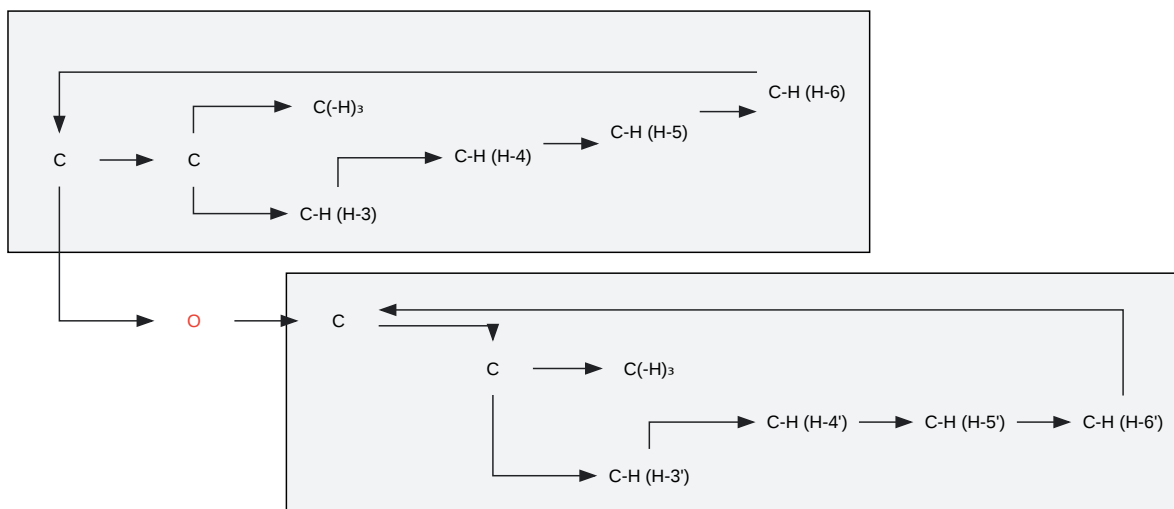 C-H (H-6)
C(-H)₃
C-H (H-5)
C
C
C-H (H-4)
C-H (H-3)
O
C
C
C(-H)₃
C-H (H-4')
C-H (H-5')
C-H (H-6')
C-H (H-3')